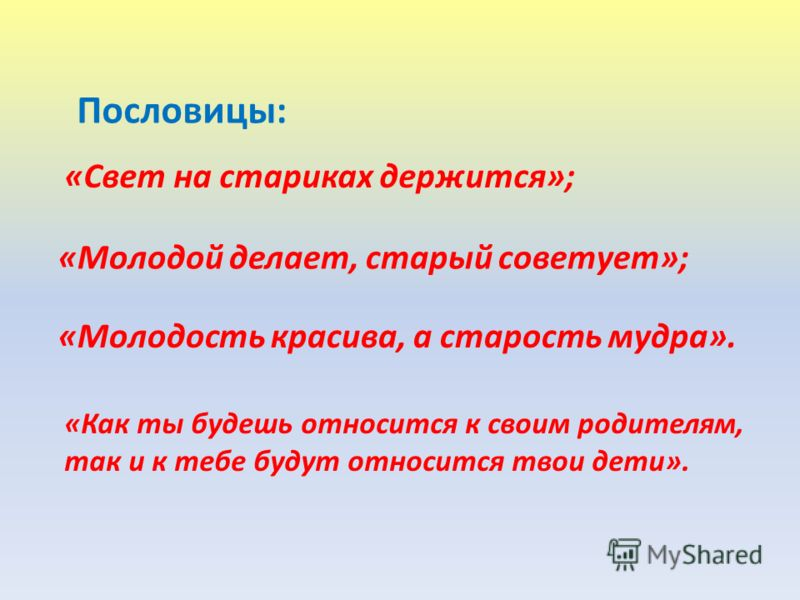 Пословицы:
«Свет на стариках держится»;
«Молодой делает, старый советует»;
«Молодость красива, а старость мудра».
«Как ты будешь относится к своим родителям,
так и к тебе будут относится твои дети».
MyShared